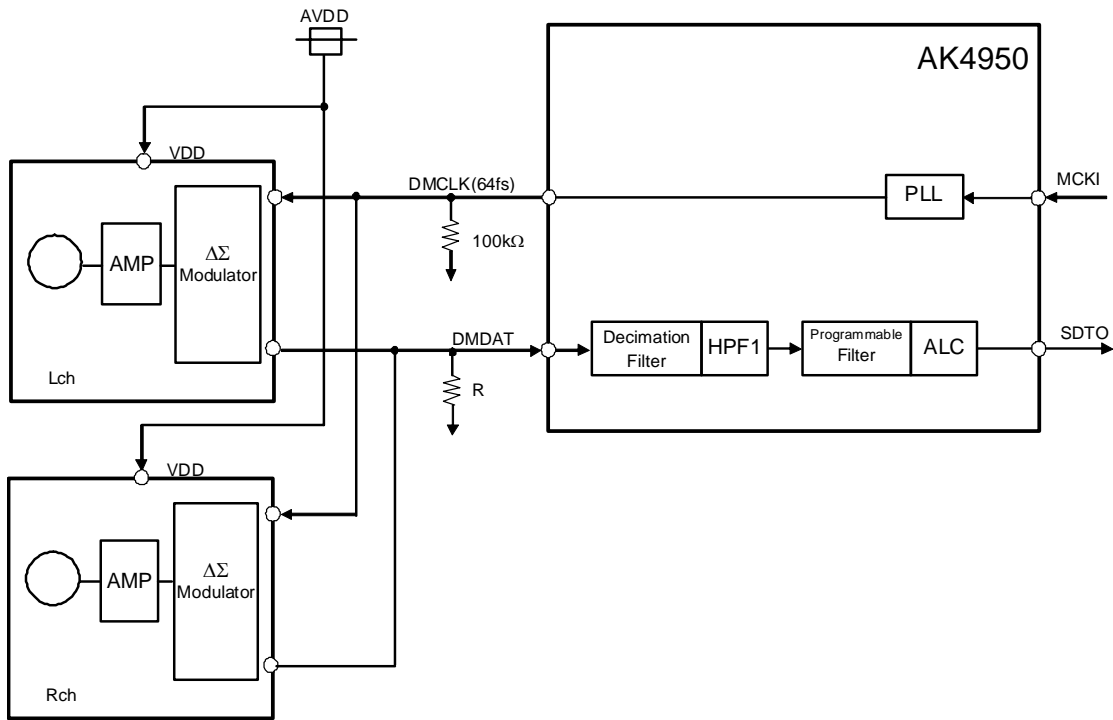 AVDD
AK4950
VDD
DMCLK(64fs)
PLL
MCKI
100kΩ
AMP
ΔΣ
Modulator
Lch
DMDAT
R
Decimation
Filter
HPF1
Programmable
Filter
ALC
SDTO
VDD
AMP
ΔΣ
Modulator
Rch